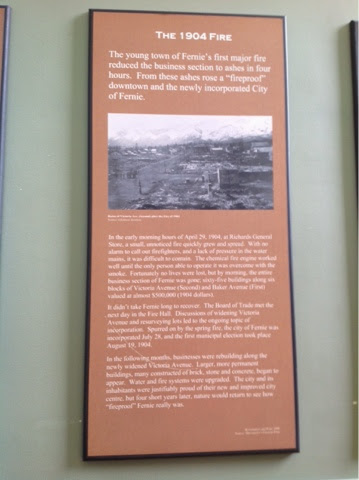 THE 1904 FIRE
The young town of Fernie's first major fire
reduced the business section to ashes in four
hours. From these ashes rose a "fireproof"
downtown and the newly incorporated City
of Fernie.
In the early morning hours of April 29, 1904, at Richards General
Store, a small, unnoticed fire quickly grew and spread. With no
alarm to call out firefighters, and a lack of pressure in the water
mains, it was difficult to contain. The chemical fire engine worked
well until the only person able to operate it was overcome with the
smoke. Fortunately no lives were lost, but by morning, the entire
business section of Fernie was gone; sixty-five buildings along six
blocks of Victoria Avenue (Second) and Baker Avenue (First)
valued at almost $500,000 (1904 dollars).
It didn't take Fernie long to recover. The Board of Trade met the
next day in the Fire Hall. Discussions of widening Victoria
Avenue and resurveying lots led to the ongoing topic of
incorporation. Spurred on by the spring fire, the city of Fernie was
incorporated July 28, and the first municipal election took place
August 18, 1904.
In the following months, businesses were rebuilding along the
newly widened Victoria Avenue. Larger, more permanent
buildings, many constructed of brick, stone and concrete, began to
appear. Water and fire systems were upgraded. The city and its
inhabitants were justifiably proud of their new and improved city
centre, but four short years later, nature would return to see how
"fireproof" Fernie really was.